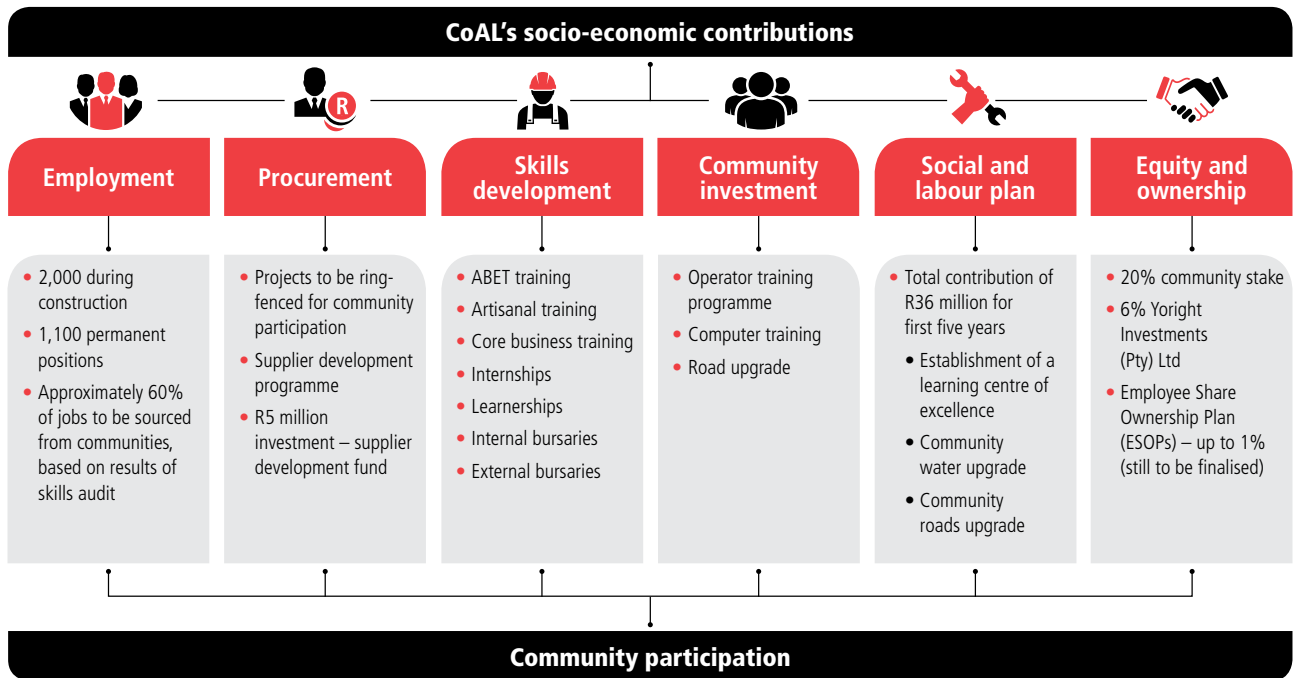 CoAL's socio-economic contributions
R
Employment
• 2,000 during
construction
• 1,100 permanent
positions
• Approximately 60%
of jobs to be sourced
from communities,
based on results of
skills audit
Procurement
• Projects to be ring-
fenced for community
participation
• Supplier development
programme
• R5 million
investment – supplier
development fund
Skills
development
• ABET training
• Artisanal training
• Core business training
• Internships
• Learnerships
• Internal bursaries
• External bursaries
Community
investment
• Operator training
programme
• Computer training
• Road upgrade
Social and
labour plan
• Total contribution of
R36 million for
first five years
• Establishment of a
learning centre of
excellence
• Community
water upgrade
• Community
roads upgrade
Equity and
ownership
• 20% community stake
• 6% Yoright
Investments
(Pty) Ltd
• Employee Share
Ownership Plan
(ESOPs) – up to 1%
(still to be finalised)
Community participation